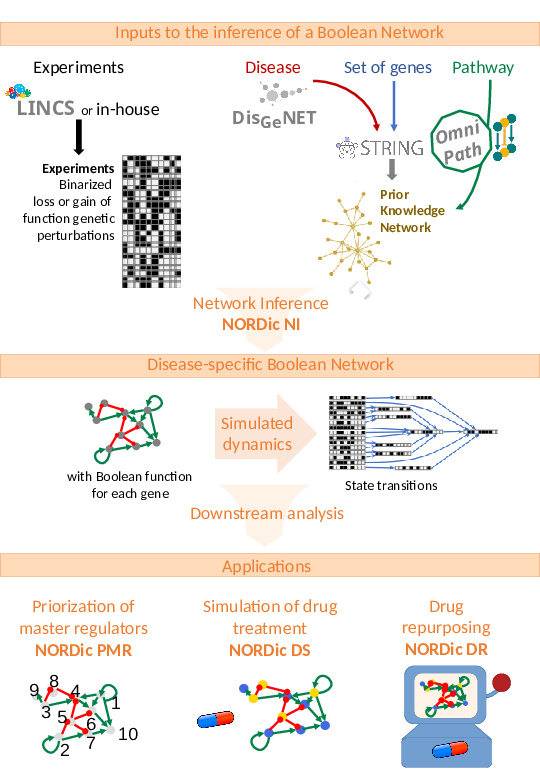 Inputs to the inference of a Boolean Network
Experiments
LINCS or in-house
Experiments
Binarized
loss or gain of
function genetic
perturbations
Disease
Set of genes
Pathway
DisGeNET
STRING
Omni
Path
Prior
Knowledge
Network
Network Inference
NORDic NI
Disease-specific Boolean Network
with Boolean function
for each gene
Simulated
dynamics
State transitions
Downstream analysis
Applications
Priorization of
master regulators
NORDic PMR
Simulation of drug
treatment
NORDic DS
Drug
repurposing
NORDic DR
8
9
4
1
3
5
6
10
7
2